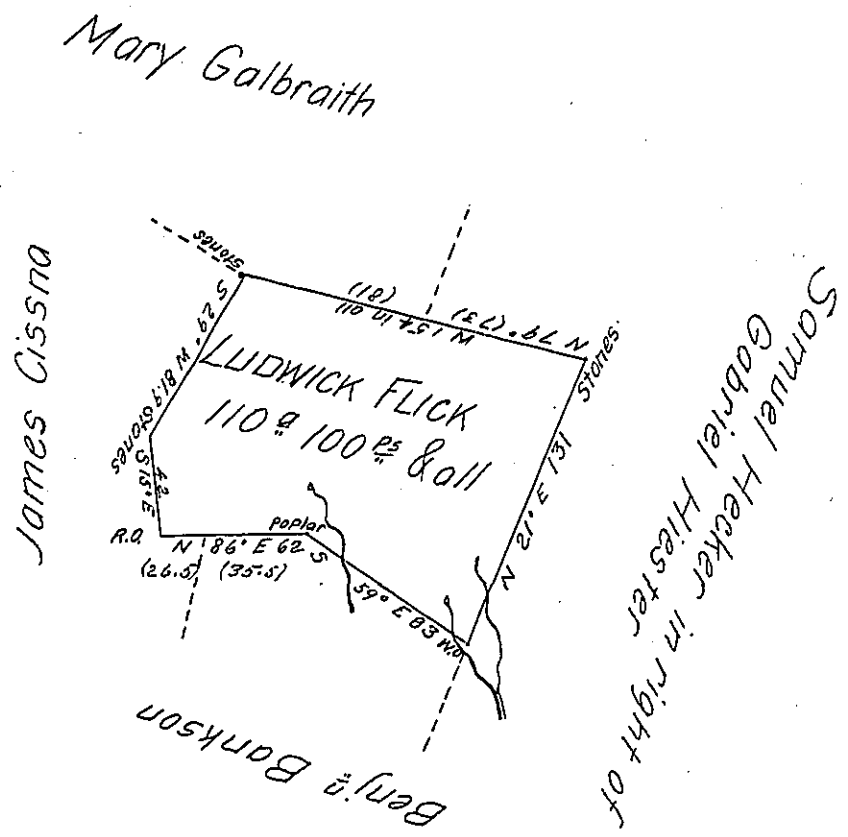 Mary Galbraith
James Cissna
Stones
(81)
N 79° (73) W 154 in all
Stones.
S 29° W 81.9 Stones
LUDWICK FLICK
110 a 100 ps & all
S 15° E 42
R.O.
N 86° E 62
Poplar
(26.5) (35.5)
S 59° E 83 W.O
N 21° E 131
Samuel Hecker in right of
Gabriel Hiester
Benj'n Bankson